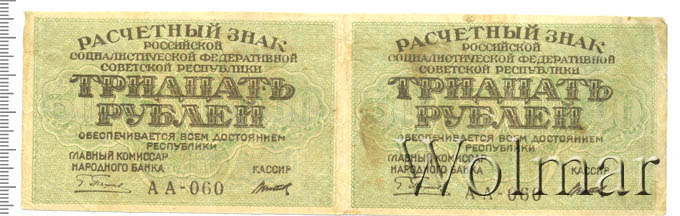 РАСЧЕТНЫЙ ЗНАК
РОССИЙСКОЙ
СОЦИАЛИСТИЧЕСКОЙ ФЕДЕРАТИВНОЙ
СОВЕТСКОЙ РЕСПУБЛИКИ
ТРИДЦАТЬ
РУБЛЕЙ
ОБЕСПЕЧИВАЕТСЯ ВСЕМ ДОСТОЯНИЕМ
РЕСПУБЛИКИ
ГЛАВНЫЙ КОМИССАР
НАРОДНОГО БАНКА
КАССИР
АА-060
РАСЧЕТНЫЙ ЗНАК
РОССИЙСКОЙ
СОЦИАЛИСТИЧЕСКОЙ ФЕДЕРАТИВНОЙ
СОВЕТСКОЙ РЕСПУБЛИКИ
ТРИДЦАТЬ
РУБЛЕЙ
ОБЕСПЕЧИВАЕТСЯ ВСЕМ ДОСТОЯНИЕМ
РЕСПУБЛИКИ
ГЛАВНЫЙ КОМИССАР
НАРОДНОГО БАНКА
КАССИР
АА-060
Wolmar